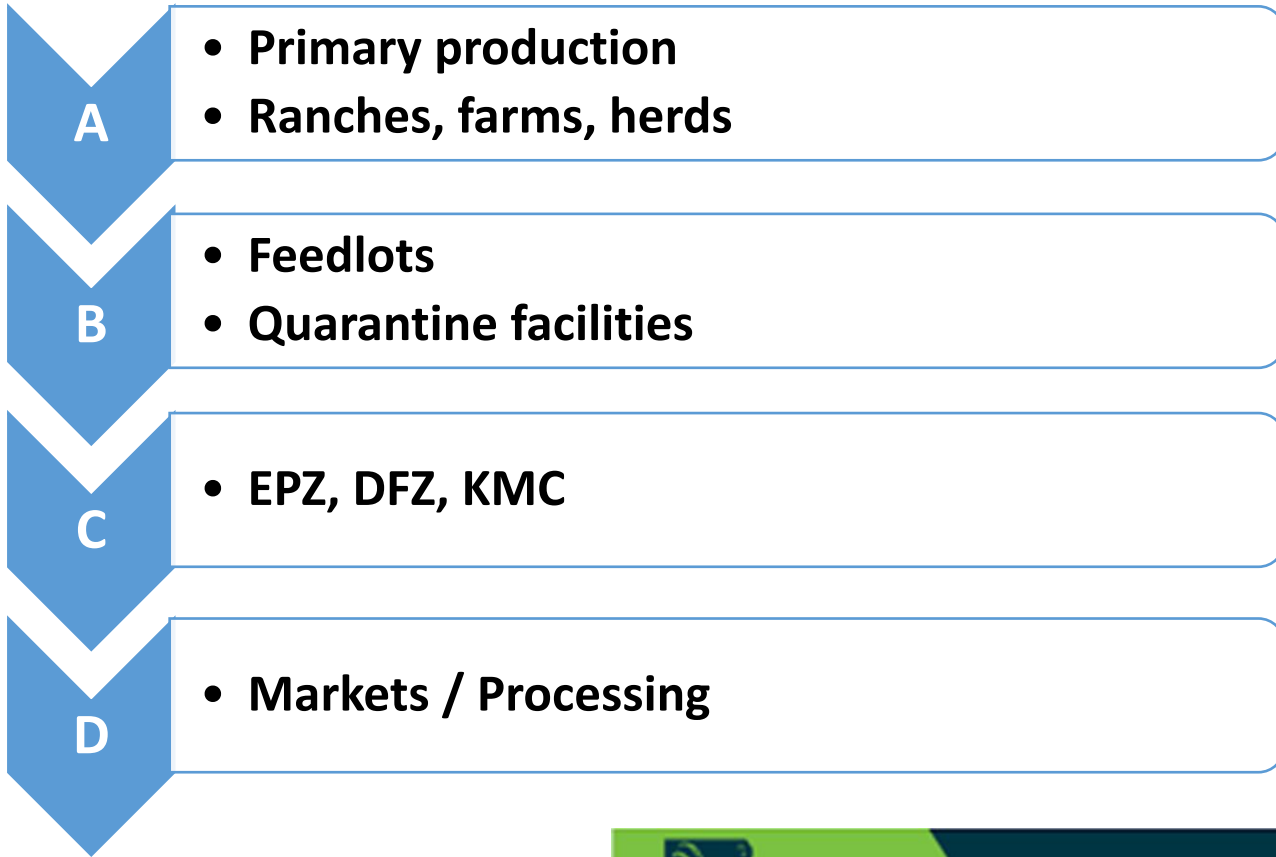 A
• Primary production
• Ranches, farms, herds
B
• Feedlots
• Quarantine facilities
C
• EPZ, DFZ, KMC
D
• Markets / Processing